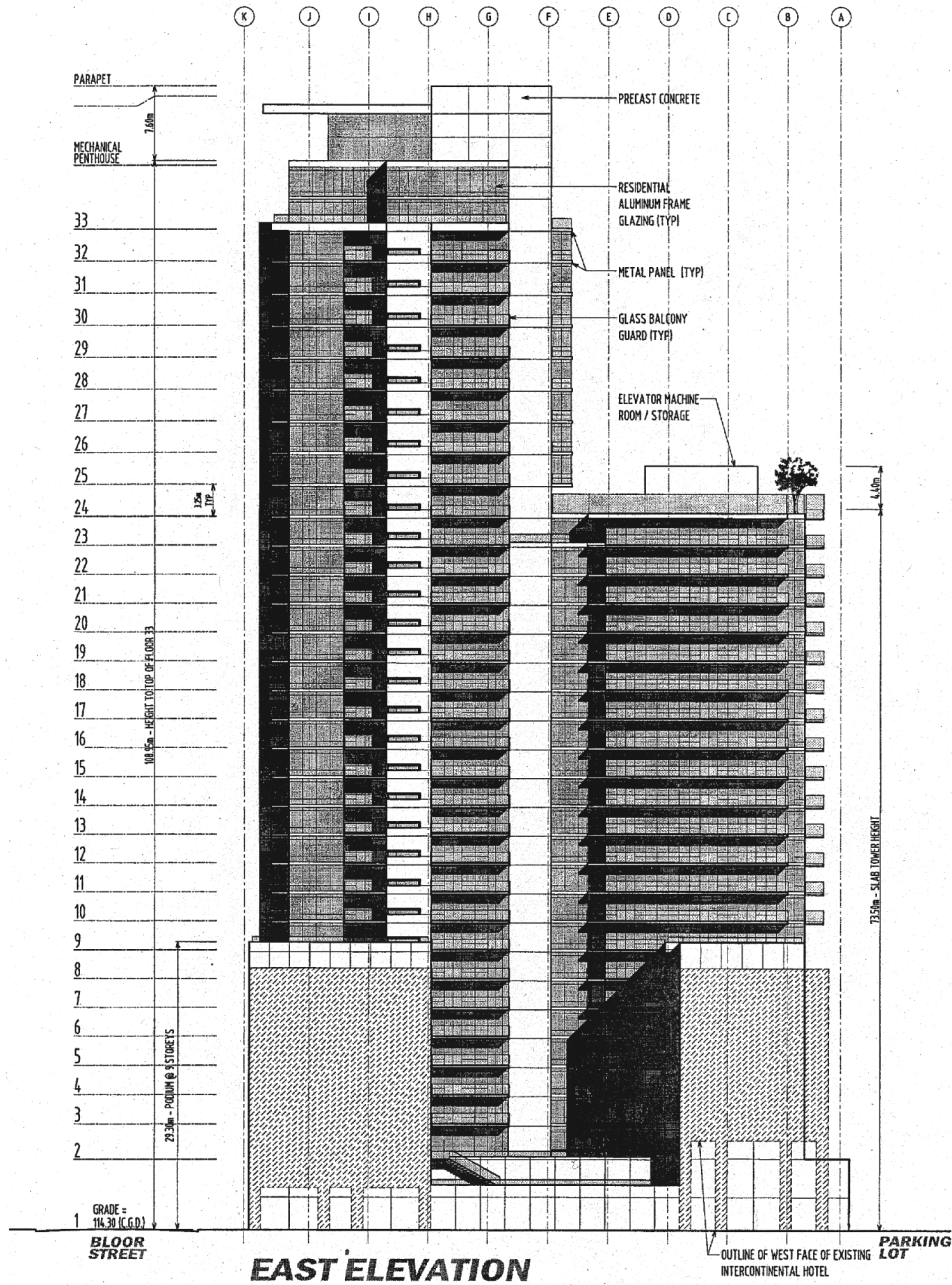 K J I H G F E D C B A
PARAPET
7.60m
PRECAST CONCRETE
MECHANICAL
PENTHOUSE
RESIDENTIAL
ALUMINUM FRAME
GLAZING (TYP)
33
32
METAL PANEL (TYP)
31
30
GLASS BALCONY
GUARD (TYP)
29
28
27
ELEVATOR MACHINE
ROOM / STORAGE
26
25
4.40m
3.25m
TYP
24
23
22
21
20
19
18
17
16
15
14
13
12
11
10
9
8
7
6
5
4
3
2
1
108.95m - HEIGHT TO TOP OF FLOOR 33
73.50m - SLAB TOWER HEIGHT
29.30m - PODIUM @ 9 STOREYS
GRADE =
114.30 (C.G.D.)
BLOOR
STREET
PARKING
LOT
OUTLINE OF WEST FACE OF EXISTING
INTERCONTINENTAL HOTEL
EAST ELEVATION